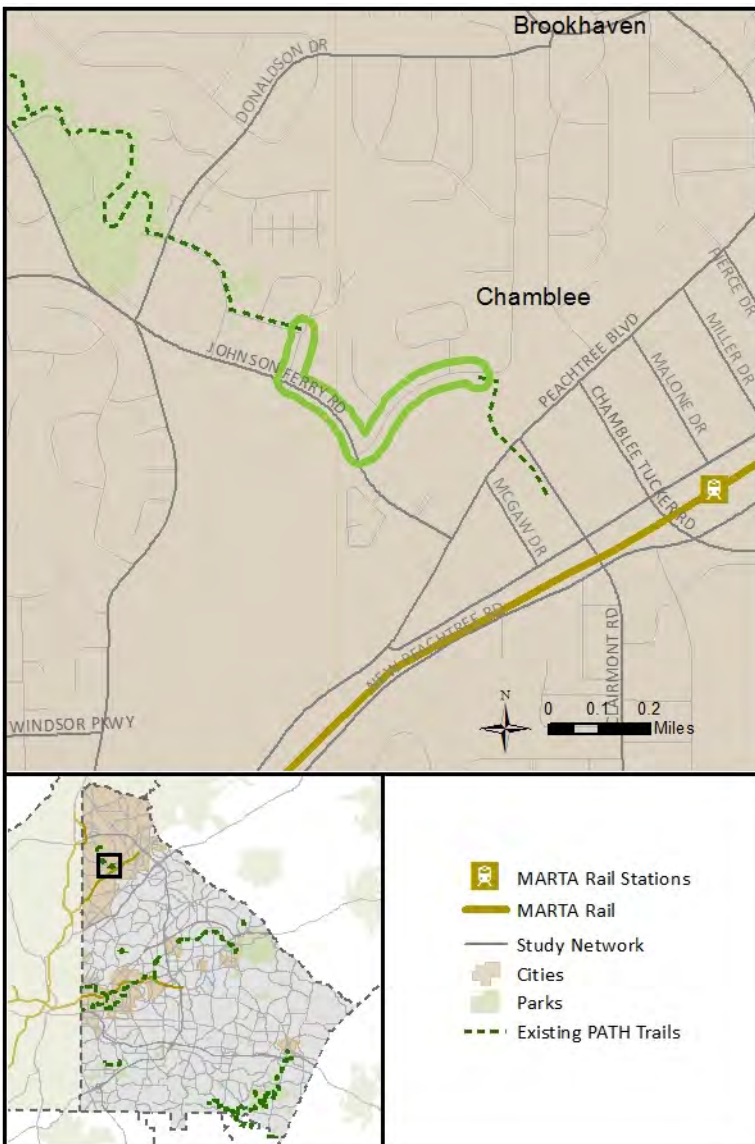 Brookhaven
DONALDSON DR
Chamblee
PIERCE DR
MILLER DR
PEACHTREE BLVD
MALONE DR
JOHNSON FERRY RD
CHAMBLEE TUCKER RD
MCGAW DR
NEW PEACHTREE RD
CLAIRMONT RD
WINDSOR PKWY
N
0 0.1 0.2
Miles
MARTA Rail Stations
MARTA Rail
Study Network
Cities
Parks
Existing PATH Trails